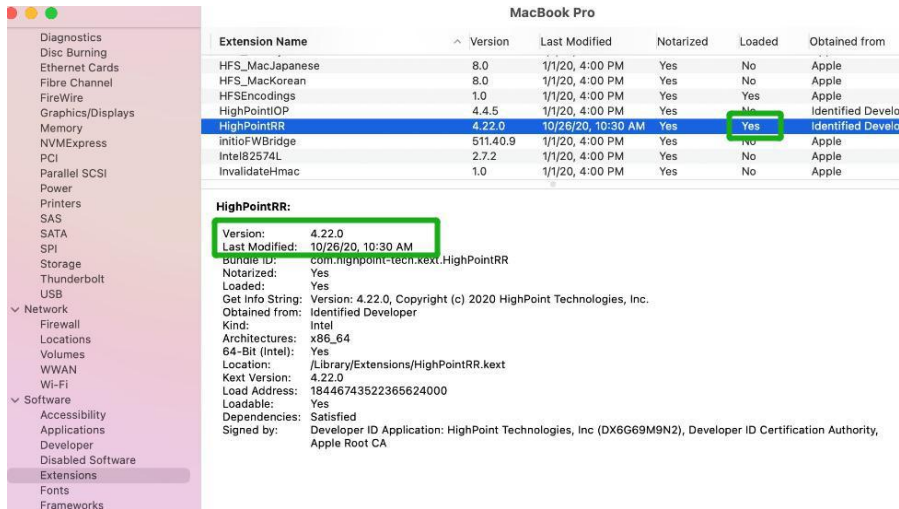 MacBook Pro
Diagnostics
Disc Burning
Ethernet Cards
Fibre Channel
FireWire
Graphics/Displays
Memory
NVMExpress
PCI
Parallel SCSI
Power
Printers
SAS
SATA
SPI
Storage
Thunderbolt
USB
Network
Firewall
Locations
Volumes
WWAN
Wi-Fi
Software
Accessibility
Applications
Developer
Disabled Software
Extensions
Fonts
Frameworks
Extension Name Version Last Modified Notarized Loaded Obtained from
HFS_MacJapanese 8.0 1/1/20, 4:00 PM Yes No Apple
HFS_MacKorean 8.0 1/1/20, 4:00 PM Yes No Apple
HFSEncodings 1.0 1/1/20, 4:00 PM Yes Yes Apple
HighPointIOP 4.4.5 1/1/20, 4:00 PM Yes No Identified Develo
HighPointRR 4.22.0 10/26/20, 10:30 AM Yes Yes Identified Develo
initioFWBridge 511.40.9 1/1/20, 4:00 PM Yes No Apple
Intel82574L 2.7.2 1/1/20, 4:00 PM Yes No Apple
InvalidateHmac 1.0 1/1/20, 4:00 PM Yes No Apple
HighPointRR:
Version: 4.22.0
Last Modified: 10/26/20, 10:30 AM
Bundle ID: com.highpoint-tech.kext.HighPointRR
Notarized: Yes
Loaded: Yes
Get Info String: Version: 4.22.0, Copyright (c) 2020 HighPoint Technologies, Inc.
Obtained from: Identified Developer
Kind: Intel
Architectures: x86_64
64-Bit (Intel): Yes
Location: /Library/Extensions/HighPointRR.kext
Kext Version: 4.22.0
Load Address: 18446743522365624000
Loadable: Yes
Dependencies: Satisfied
Signed by: Developer ID Application: HighPoint Technologies, Inc (DX6G69M9N2), Developer ID Certification Authority,
Apple Root CA